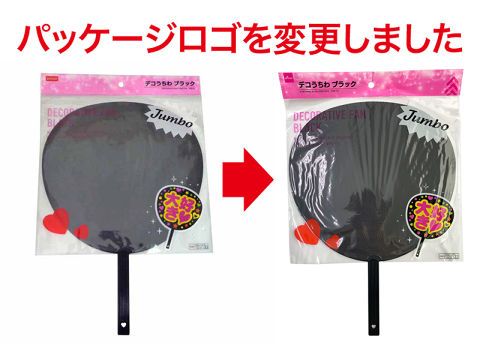 パッケージロゴを変更しました
デコうちわ ブラック
DECORATIVE FAN
BLACK
Jumbo
大好き
デコうちわ ブラック
DECORATIVE FAN
BLACK
Jumbo
大好き